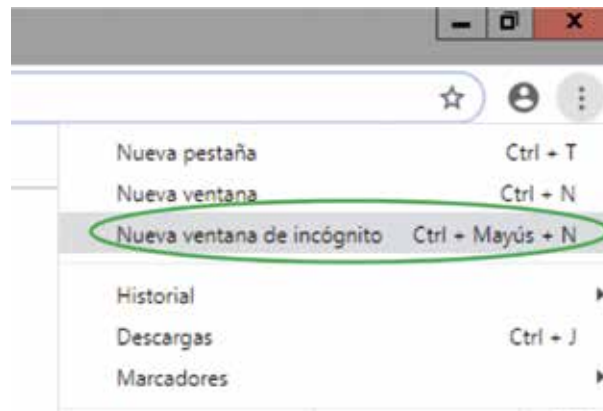 Nueva pestaña Ctrl + T
Nueva ventana Ctrl + N
Nueva ventana de incógnito Ctrl + Mayús + N
Historial
Descargas Ctrl + J
Marcadores